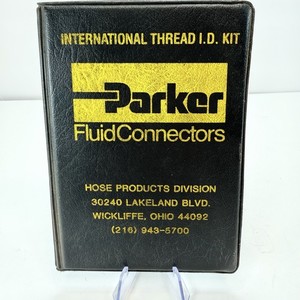 INTERNATIONAL THREAD I.D. KIT
Parker
FluidConnectors
HOSE PRODUCTS DIVISION
30240 LAKELAND BLVD.
WICKLIFFE, OHIO 44092
(216) 943-5700